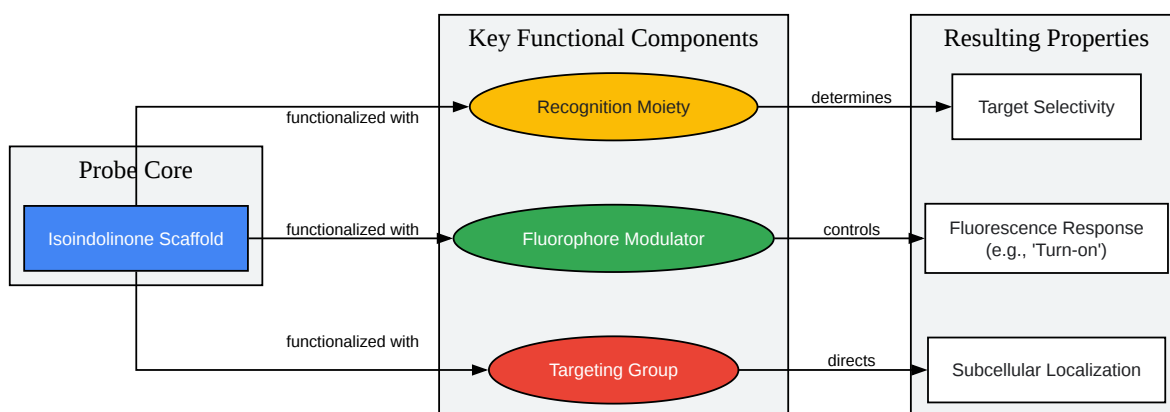 Key Functional Components
Resulting Properties
Recognition Moiety
determines
Target Selectivity
functionalized with
Probe Core
Isoindolinone Scaffold
functionalized with
Fluorophore Modulator
controls
Fluorescence Response
(e.g., 'Turn-on')
functionalized with
Targeting Group
directs
Subcellular Localization